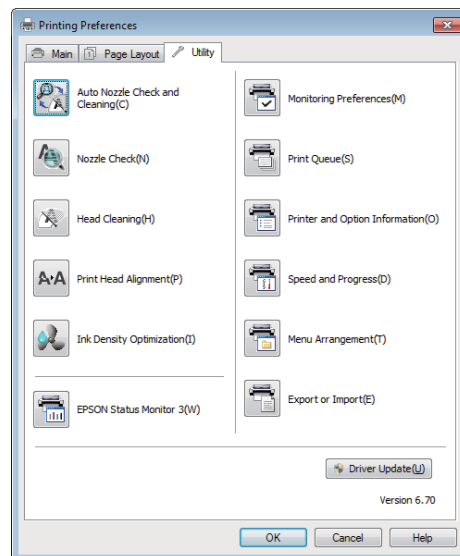 Printing Preferences
Main
Page Layout
Utility
Auto Nozzle Check and
Cleaning(C)
Nozzle Check(N)
Head Cleaning(H)
Print Head Alignment(P)
Ink Density Optimization(I)
EPSON Status Monitor 3(W)
Monitoring Preferences(M)
Print Queue(S)
Printer and Option Information(O)
Speed and Progress(D)
Menu Arrangement(T)
Export or Import(E)
Driver Update(U)
Version 6.70
OK
Cancel
Help